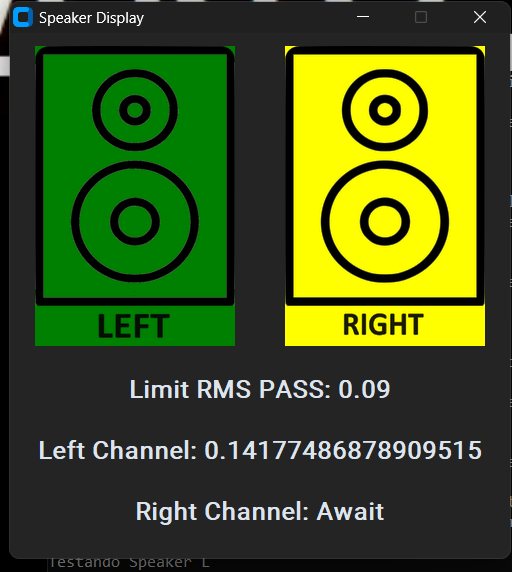 Speaker Display
LEFT
RIGHT
Limit RMS PASS: 0.09
Left Channel: 0.14177486878909515
Right Channel: Await
Testando Speaker L